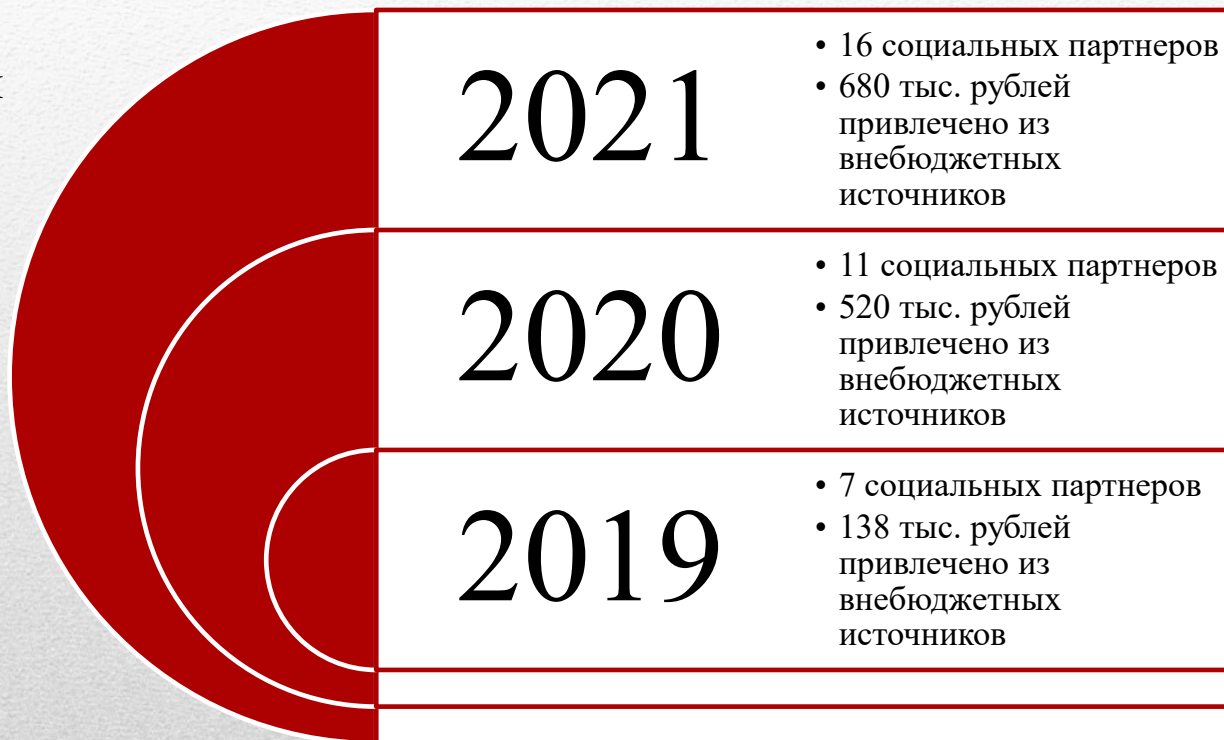 2021
• 16 социальных партнеров
• 680 тыс. рублей
привлечено из
внебюджетных
источников
2020
• 11 социальных партнеров
• 520 тыс. рублей
привлечено из
внебюджетных
источников
2019
• 7 социальных партнеров
• 138 тыс. рублей
привлечено из
внебюджетных
источников